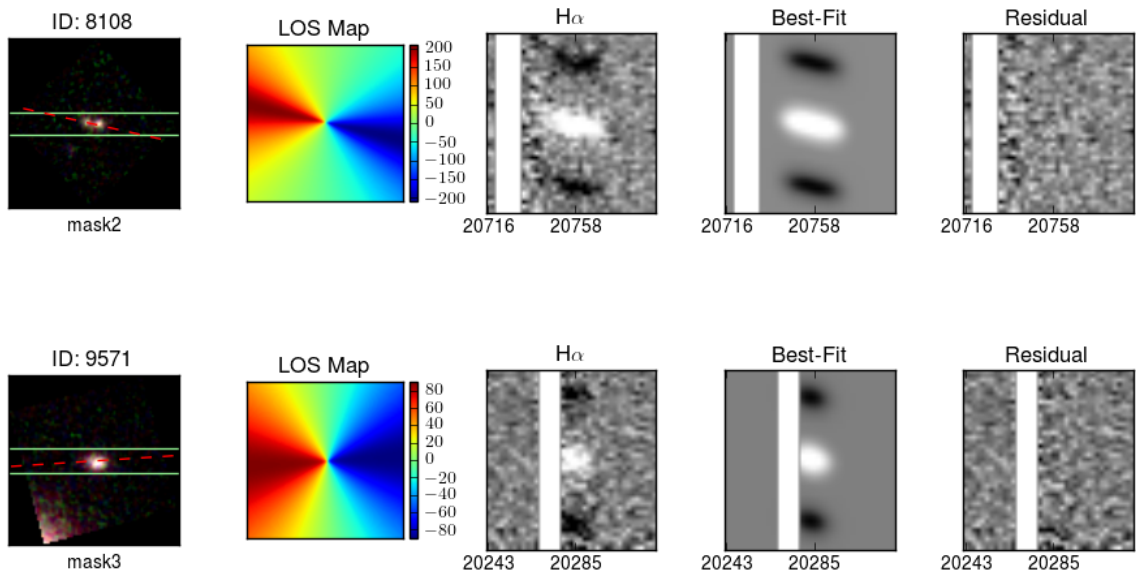 ID: 8108
LOS Map
Hα
Best-Fit
Residual
200
150
100
50
0
−50
−100
−150
−200
mask2
20716 20758
20716 20758
20716 20758
ID: 9571
LOS Map
Hα
Best-Fit
Residual
80
60
40
20
0
−20
−40
−60
−80
mask3
20243 20285
20243 20285
20243 20285